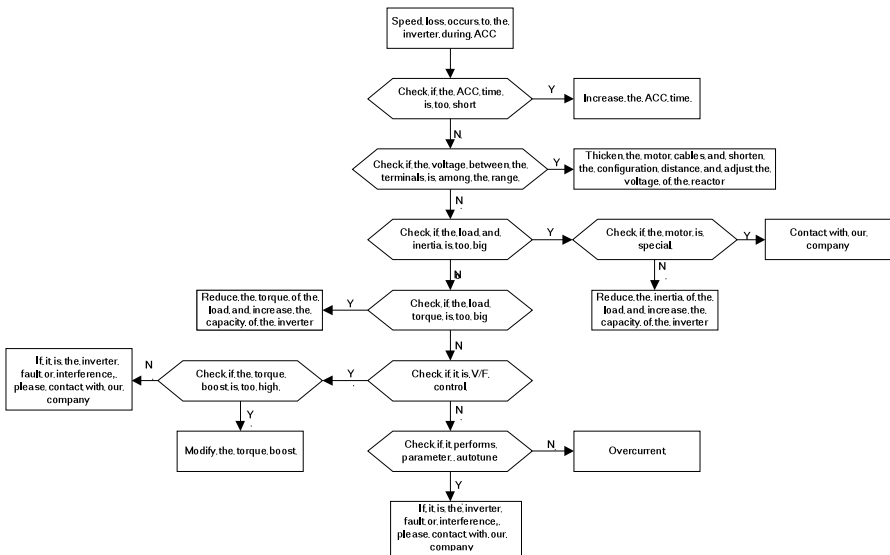 Speed loss occurs to the
inverter during ACC
Check if the ACC time
is too short
Y
Increase the ACC time
N
Check if the voltage between the
terminals is among the range
Y
Thicken the motor cables and shorten
the configuration distance and adjust the
voltage of the reactor
N
Check if the load and
inertia is too big
Y
Check if the motor is
special
Y
Contact with our
company
N
N
Reduce the torque of the
load and increase the
capacity of the inverter
Y
Check if the load
torque is too big
Reduce the inertia of the
load and increase the
capacity of the inverter
N
If it is the inverter
fault or interference,
please contact with our
company
N
Check if the torque
boost is too high
Y
Check if it is V/F
control
Y
N
Modify the torque boost
Check if it performs
parameter autotune
N
Overcurrent
Y
If it is the inverter
fault or interference,
please contact with our
company